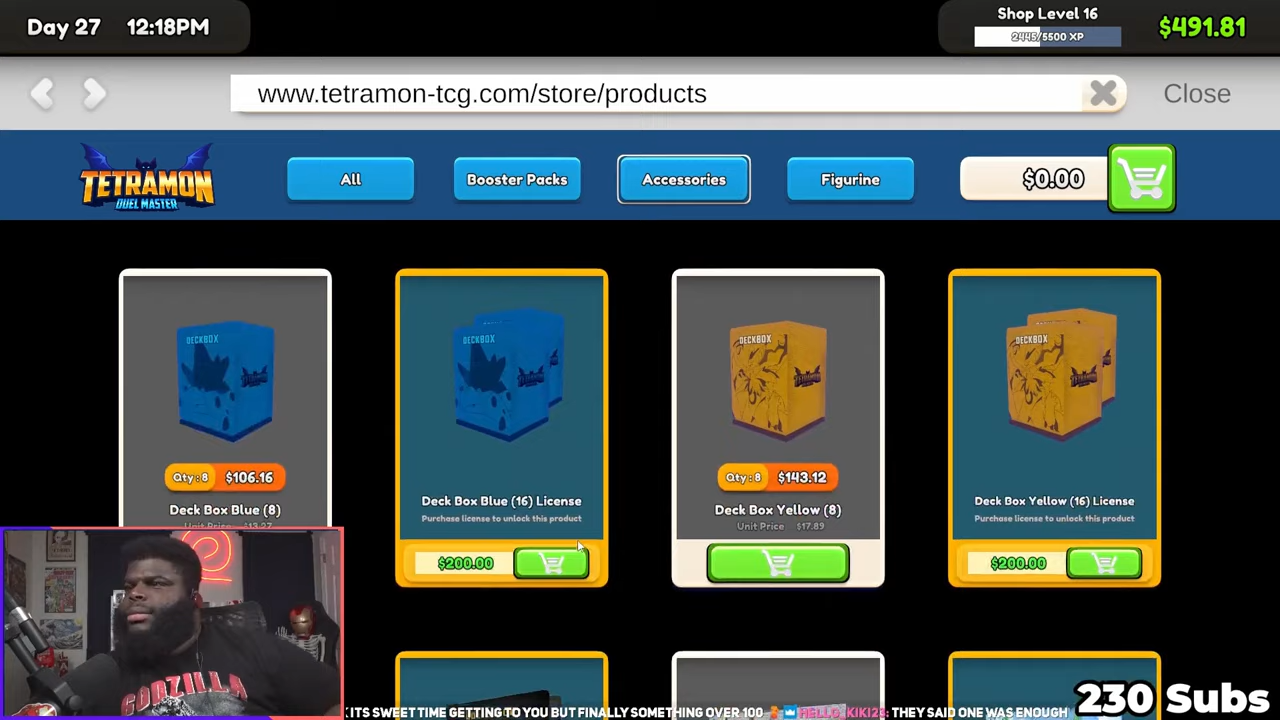 Day 27 12:18PM
Shop Level 16
2445/5500 XP
$491.81
www.tetramon-tcg.com/store/products
Close
TETRAMON
DUEL MASTER
All
Booster Packs
Accessories
Figurine
$0.00
DECKBOX
DECKBOX
DECKBOX
DECKBOX
Qty : 8 $106.16
Deck Box Blue (8)
Unit Price $13.27
Deck Box Blue (16) License
Purchase license to unlock this product
$200.00
Qty : 8 $143.12
Deck Box Yellow (8)
Unit Price $17.89
Deck Box Yellow (16) License
Purchase license to unlock this product
$200.00
GODZILLA
K ITS SWEET TIME GETTING TO YOU BUT FINALLY SOMETHING OVER 100
THEY SAID ONE WAS ENOUGH
230 Subs